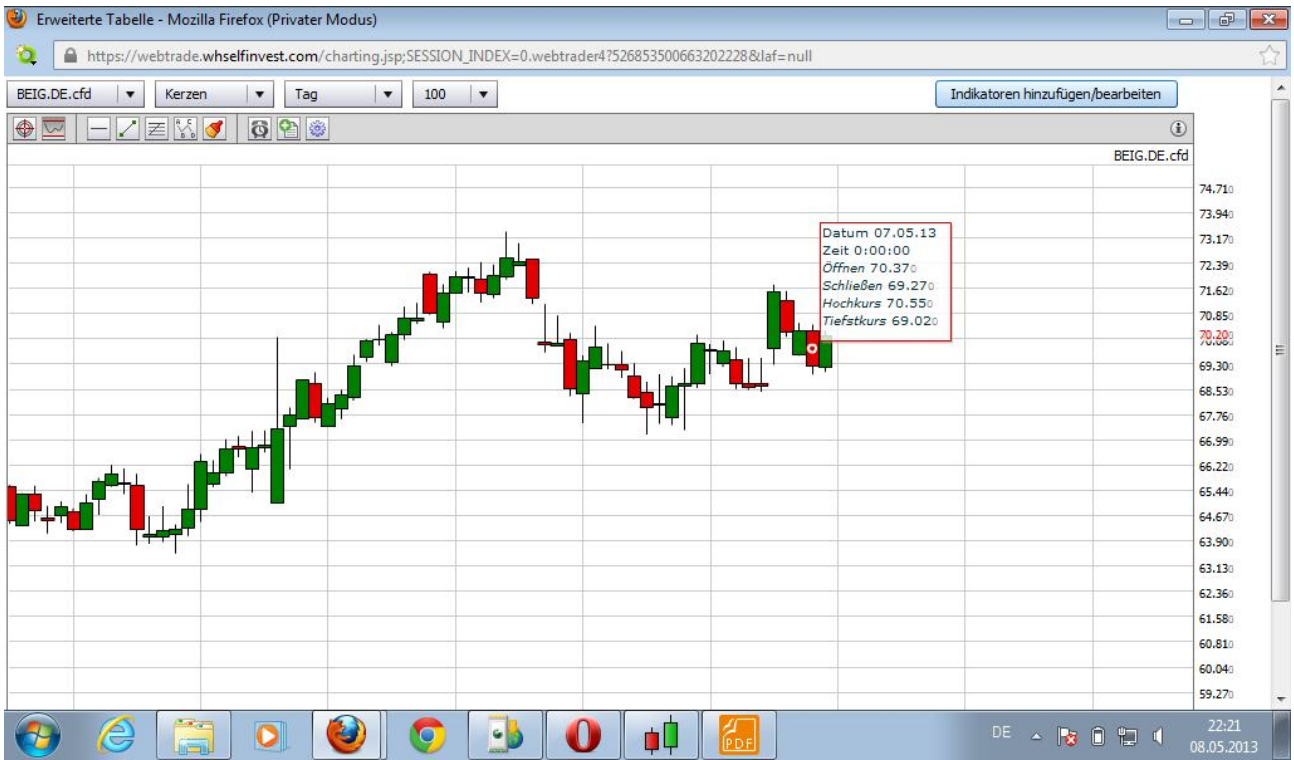 Erweiterte Tabelle - Mozilla Firefox (Privater Modus)
https://webtrade.whselfinvest.com/charting.jsp;SESSION_INDEX=0.webtrader4?526853500663202228&laf=null
BEIG.DE.cfd Kerzen Tag 100 Indikatoren hinzufügen/bearbeiten
BEIG.DE.cfd
74.710
73.940
Datum 07.05.13
Zeit 0:00:00
Öffnen 70.370
Schließen 69.270
Hochkurs 70.550
Tiefstkurs 69.020
73.170
72.390
71.620
70.850
70.200
69.300
68.530
67.760
66.990
66.220
65.440
64.670
63.900
63.130
62.360
61.580
60.810
60.040
59.270
PDF
DE
22:21
08.05.2013